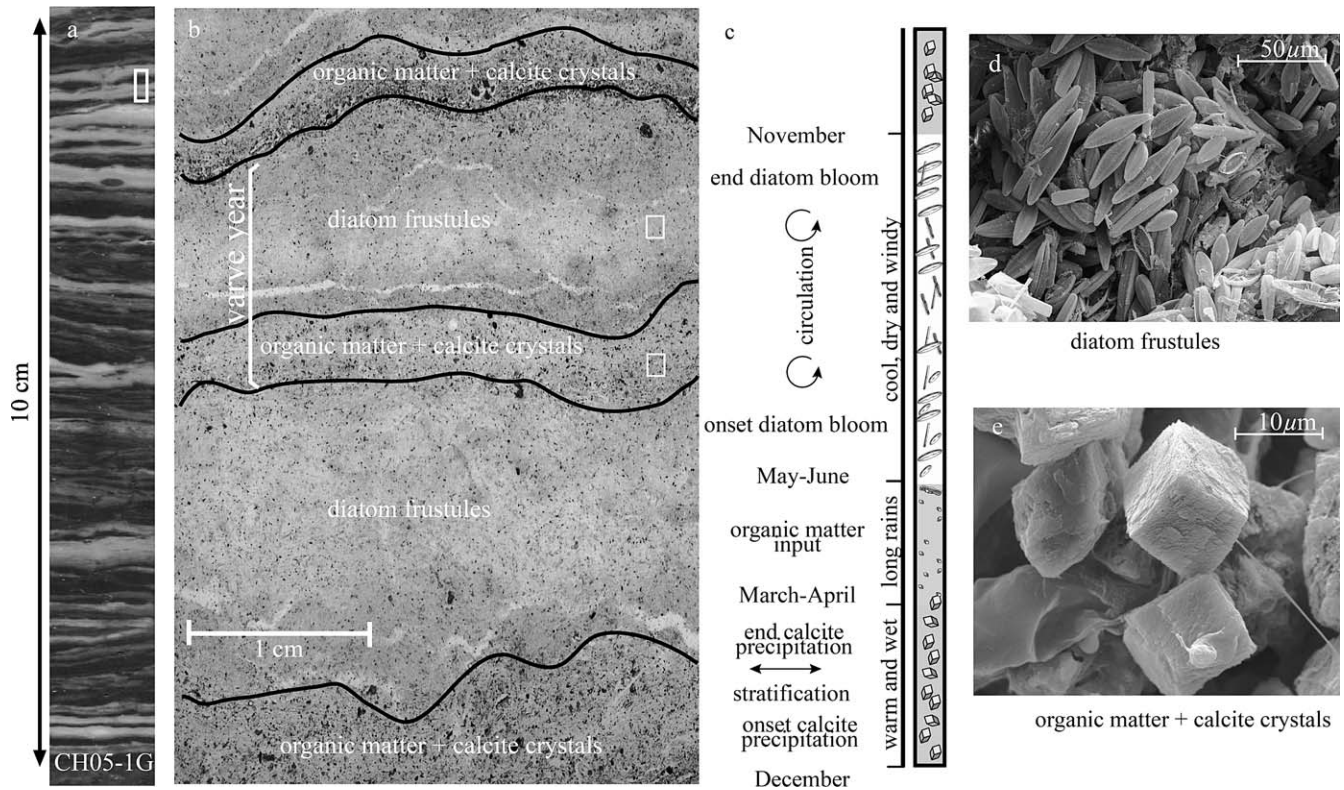 a
10 cm
CH05-1G
b
organic matter + calcite crystals
varve year
diatom frustules
organic matter + calcite crystals
diatom frustules
1 cm
organic matter + calcite crystals
c
November
end diatom bloom
circulation
onset diatom bloom
May-June
organic matter
input
March-April
end calcite
precipitation
stratification
onset calcite
precipitation
December
cool, dry and windy
long rains
warm and wet
d
50µm
diatom frustules
e
10µm
organic matter + calcite crystals